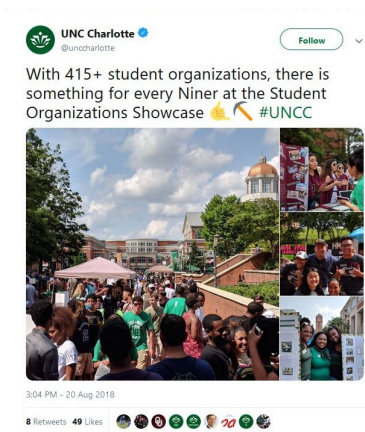 UNC Charlotte
@unccharlotte
Follow
With 415+ student organizations, there is
something for every Niner at the Student
Organizations Showcase 🤙⛏️ #UNCC
3:04 PM - 20 Aug 2018
8 Retweets 49 Likes